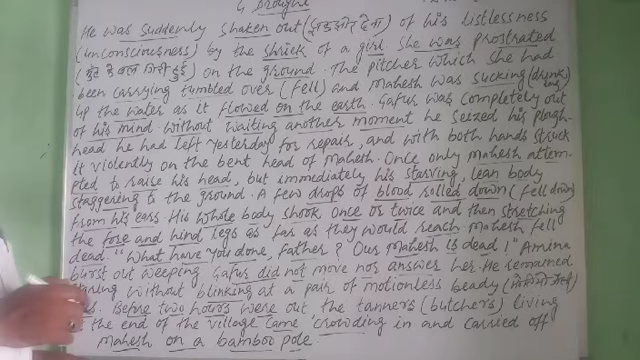 He was suddenly shaken out (झकझोर देना) of his listlessness
(unconsciousness) by the shrick of a girl. She was prostrated
(मुँह के बल गिरी हुई) on the ground. The pitcher which she had
been carrying tumbled over (fell) and Mahesh was sucking (drinking)
up the water as it flowed on the earth. Gafur was completely out
of his mind. Without waiting another moment he seized his plough-
head he had left yesterday for repair, and with both hands struck
it violently on the bent head of Mahesh. Once only Mahesh attem-
pted to raise his head, but immediately his starving, lean body
staggering to the ground. A few drops of blood rolled down (fell down)
from his ears. His whole body shook once or twice and then stretching
the fore and hind legs as far as they would reach Mahesh fell
dead. "What have you done, father? Our Mahesh is dead!" Amina
burst out weeping. Gafur did not move nor answer her. He remained
staring without blinking at a pair of motionless beady
Before two hours were out the tanners (butchers) living
the end of the village came crowding in and carried off
Mahesh on a bamboo pole.